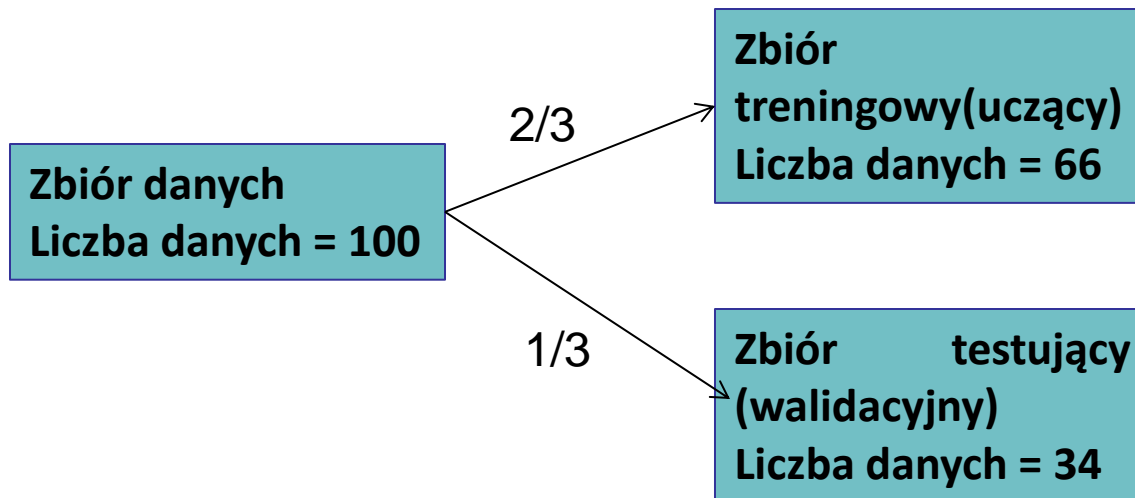 Zbiór danych
Liczba danych = 100
2/3
1/3
Zbiór
treningowy(uczący)
Liczba danych = 66
Zbiór testujący
(walidacyjny)
Liczba danych = 34